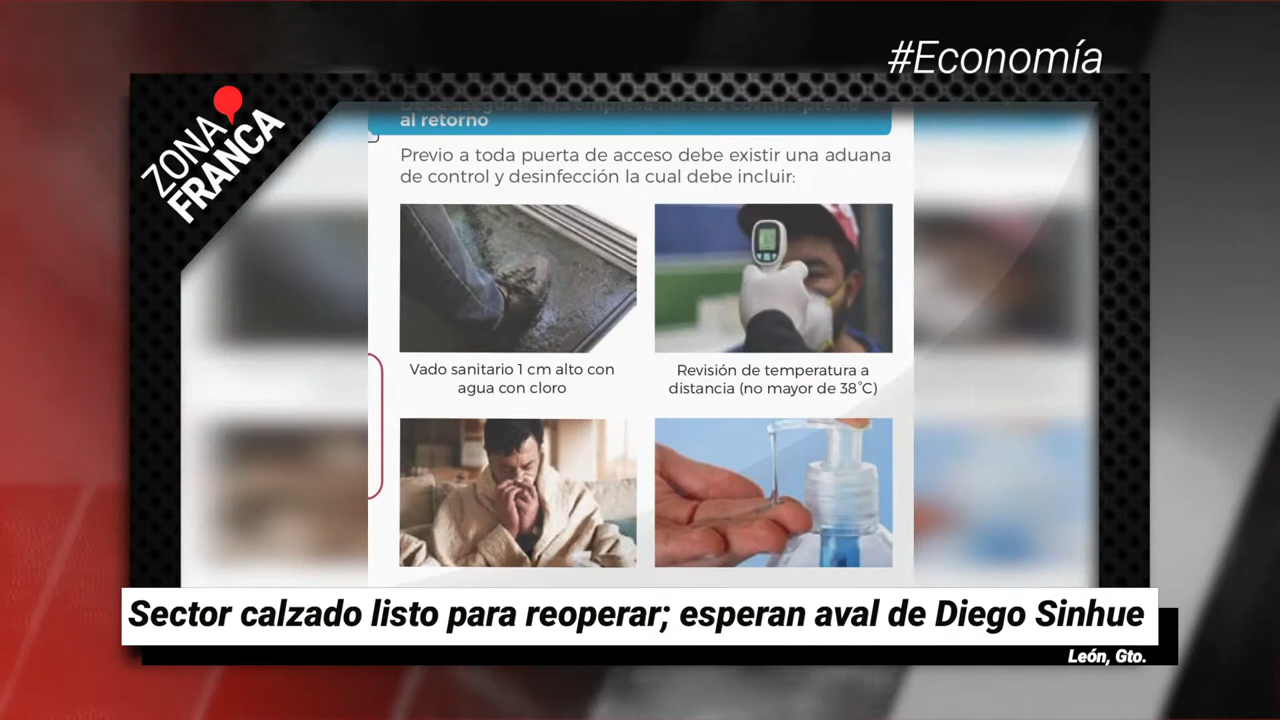 #Economía
ZONA
FRANCA
al retorno
Previo a toda puerta de acceso debe existir una aduana
de control y desinfección la cual debe incluir:
Vado sanitario 1 cm alto con
agua con cloro
Revisión de temperatura a
distancia (no mayor de 38°C)
Sector calzado listo para reoperar; esperan aval de Diego Sinhue
León, Gto.